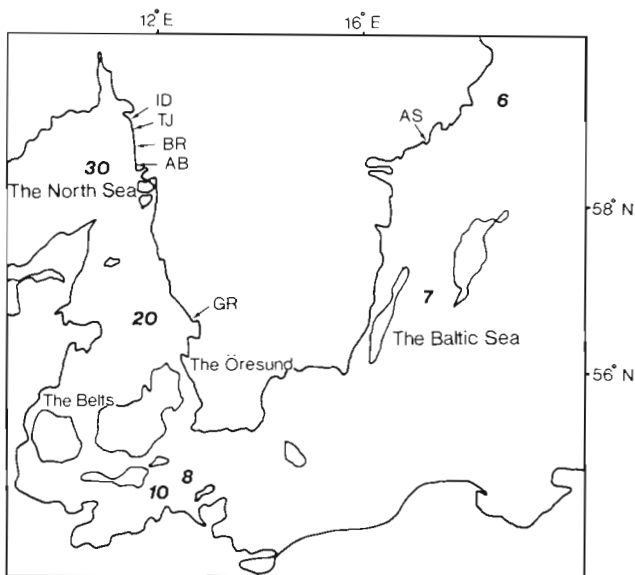 12°E
16°E
ID
TJ
BR
AB
AS
6
30
The North Sea
58°N
7
GR
20
The Baltic Sea
The Öresund
56°N
The Belts
8
10